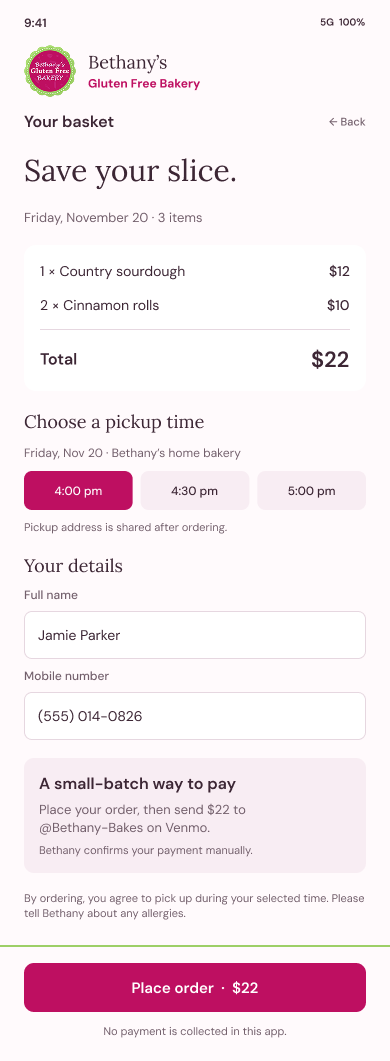 9:41
5G 100%
Bethany's
Gluten Free
BAKERY
Bethany’s
Gluten Free Bakery
Your basket
← Back
Save your slice.
Friday, November 20 · 3 items
1 × Country sourdough $12
2 × Cinnamon rolls $10
Total $22
Choose a pickup time
Friday, Nov 20 · Bethany’s home bakery
4:00 pm 4:30 pm 5:00 pm
Pickup address is shared after ordering.
Your details
Full name
Jamie Parker
Mobile number
(555) 014-0826
A small-batch way to pay
Place your order, then send $22 to
@Bethany-Bakes on Venmo.
Bethany confirms your payment manually.
By ordering, you agree to pick up during your selected time. Please
tell Bethany about any allergies.
Place order · $22
No payment is collected in this app.